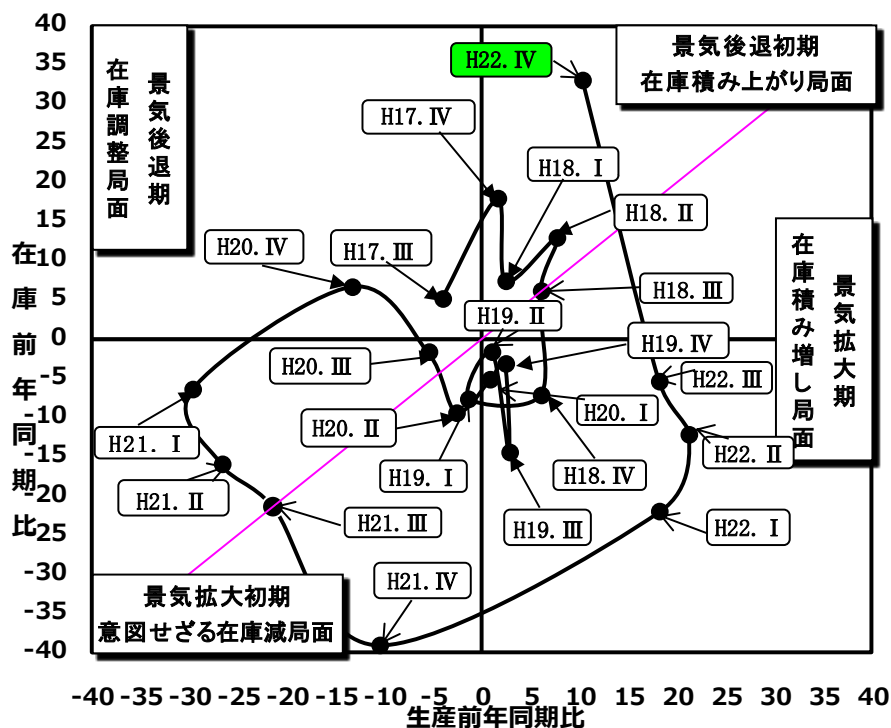 40
35
30
25
20
15
10
5
0
-5
-10
-15
-20
-25
-30
-35
-40
在庫前年同期比
景気後退期
在庫調整局面
景気後退初期
在庫積み上がり局面
景気拡大期
在庫積み増し局面
景気拡大初期
意図せざる在庫減局面
H22.Ⅳ
H17.Ⅳ
H18.Ⅰ
H18.Ⅱ
H20.Ⅳ
H17.Ⅲ
H18.Ⅲ
H19.Ⅱ
H19.Ⅳ
H20.Ⅲ
H22.Ⅲ
H20.Ⅰ
H20.Ⅱ
H21.Ⅰ
H22.Ⅱ
H19.Ⅰ
H18.Ⅳ
H21.Ⅱ
H21.Ⅲ
H19.Ⅲ
H22.Ⅰ
H21.Ⅳ
-40 -35 -30 -25 -20 -15 -10 -5 0 5 10 15 20 25 30 35 40
生産前年同期比